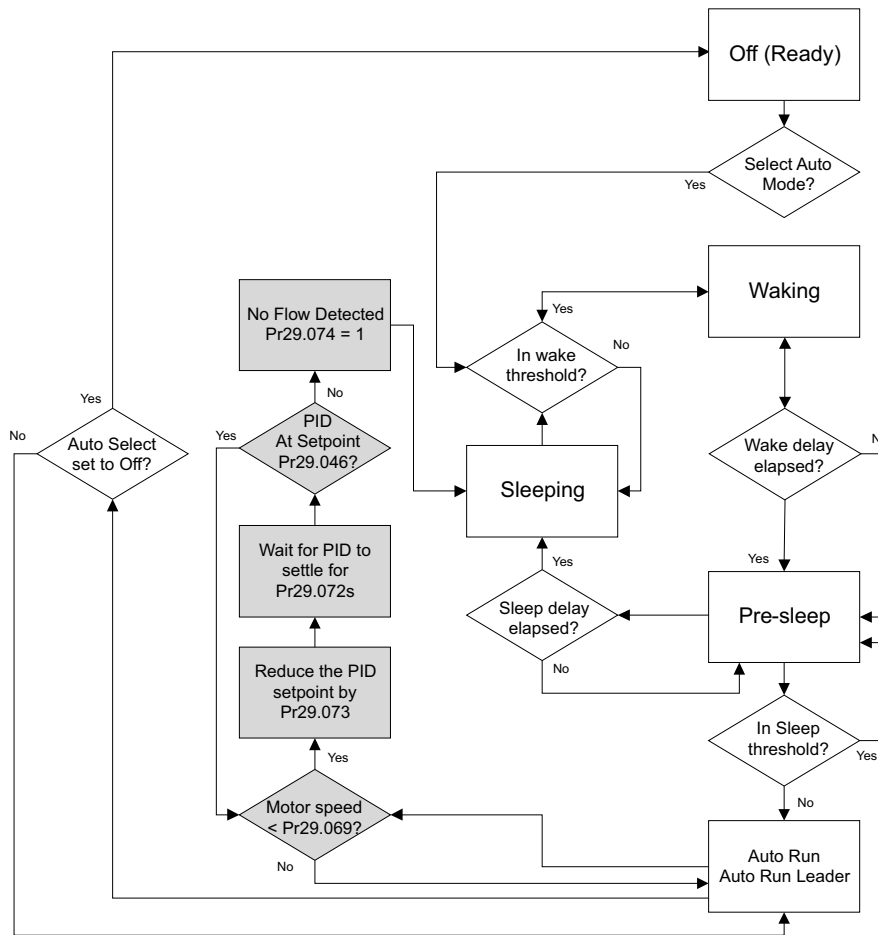 Off (Ready)
Select Auto
Mode?
Yes
Waking
No Flow Detected
Pr29.074 = 1
Yes
In wake
threshold?
No
Yes
No
Auto Select
set to Off?
Yes
PID
At Setpoint
Pr29.046?
No
Sleeping
Wake delay
elapsed?
Yes
Wait for PID to
settle for
Pr29.072s
Yes
Sleep delay
elapsed?
No
Pre-sleep
Reduce the PID
setpoint by
Pr29.073
In Sleep
threshold?
Yes
No
Yes
Motor speed
< Pr29.069?
No
Auto Run
Auto Run Leader